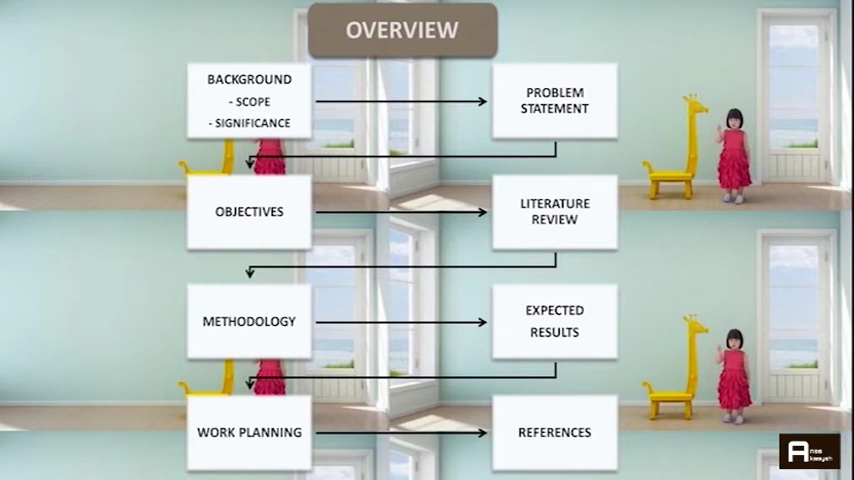 OVERVIEW
BACKGROUND
- SCOPE
- SIGNIFICANCE
PROBLEM
STATEMENT
OBJECTIVES
LITERATURE
REVIEW
METHODOLOGY
EXPECTED
RESULTS
WORK PLANNING
REFERENCES